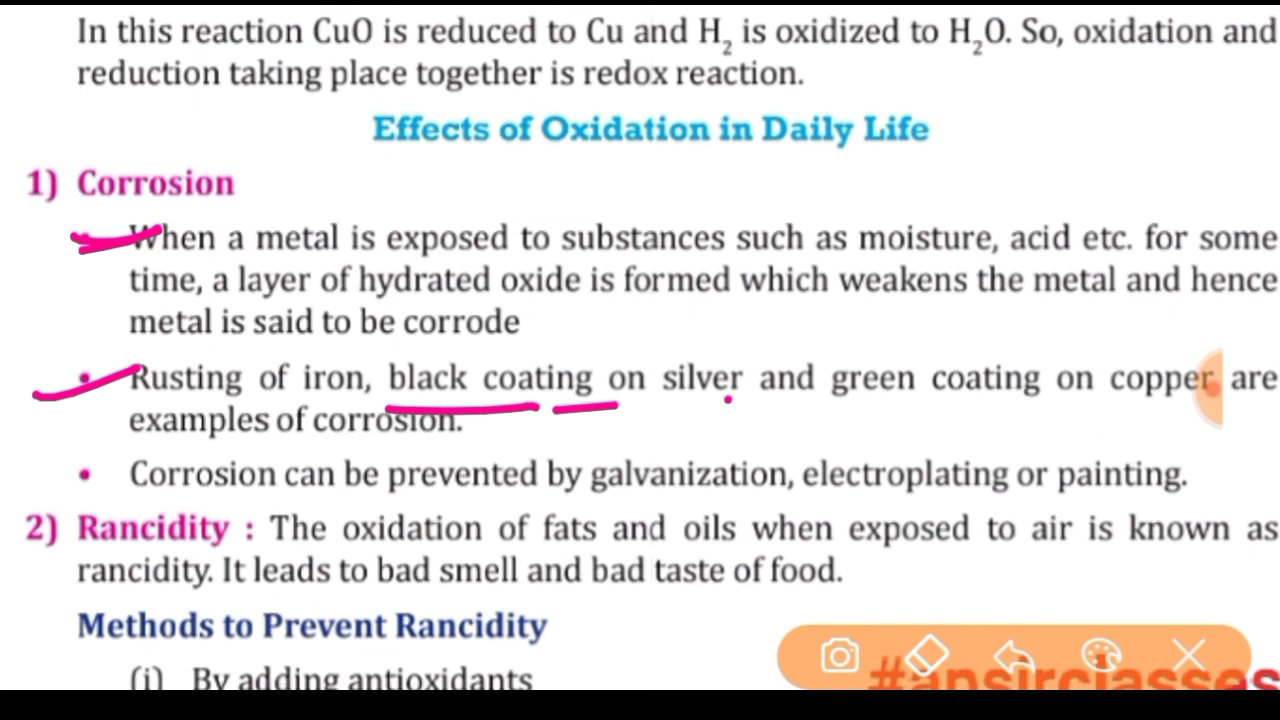 In this reaction CuO is reduced to Cu and H₂ is oxidized to H₂O. So, oxidation and
reduction taking place together is redox reaction.
Effects of Oxidation in Daily Life
1) Corrosion
• When a metal is exposed to substances such as moisture, acid etc. for some
time, a layer of hydrated oxide is formed which weakens the metal and hence
metal is said to be corrode
• Rusting of iron, black coating on silver and green coating on copper are
examples of corrosion.
• Corrosion can be prevented by galvanization, electroplating or painting.
2) Rancidity : The oxidation of fats and oils when exposed to air is known as
rancidity. It leads to bad smell and bad taste of food.
Methods to Prevent Rancidity
(i) By adding antioxidants
#apsirclasses